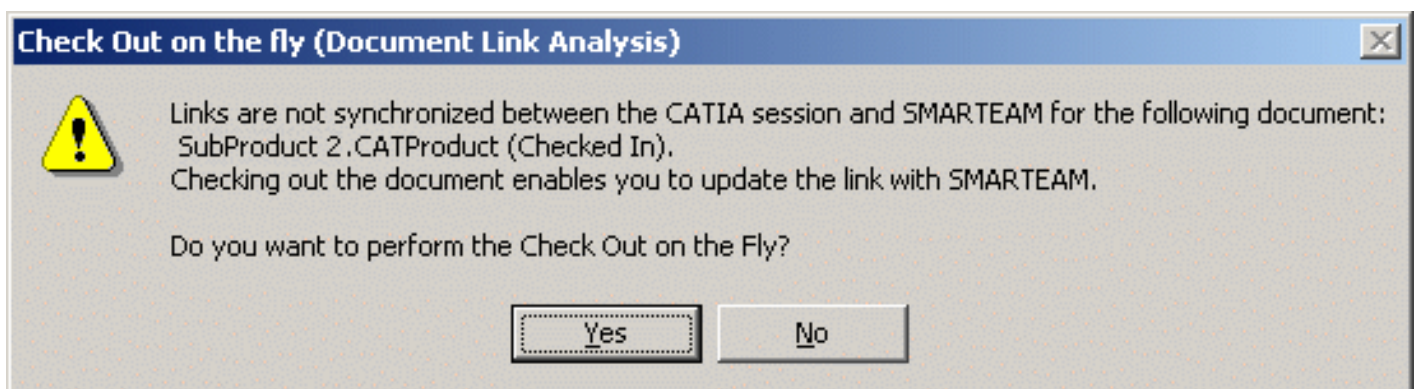 Check Out on the fly (Document Link Analysis)
Links are not synchronized between the CATIA session and SMARTEAM for the following document:
SubProduct 2.CATProduct (Checked In).
Checking out the document enables you to update the link with SMARTEAM.
Do you want to perform the Check Out on the Fly?
Yes No